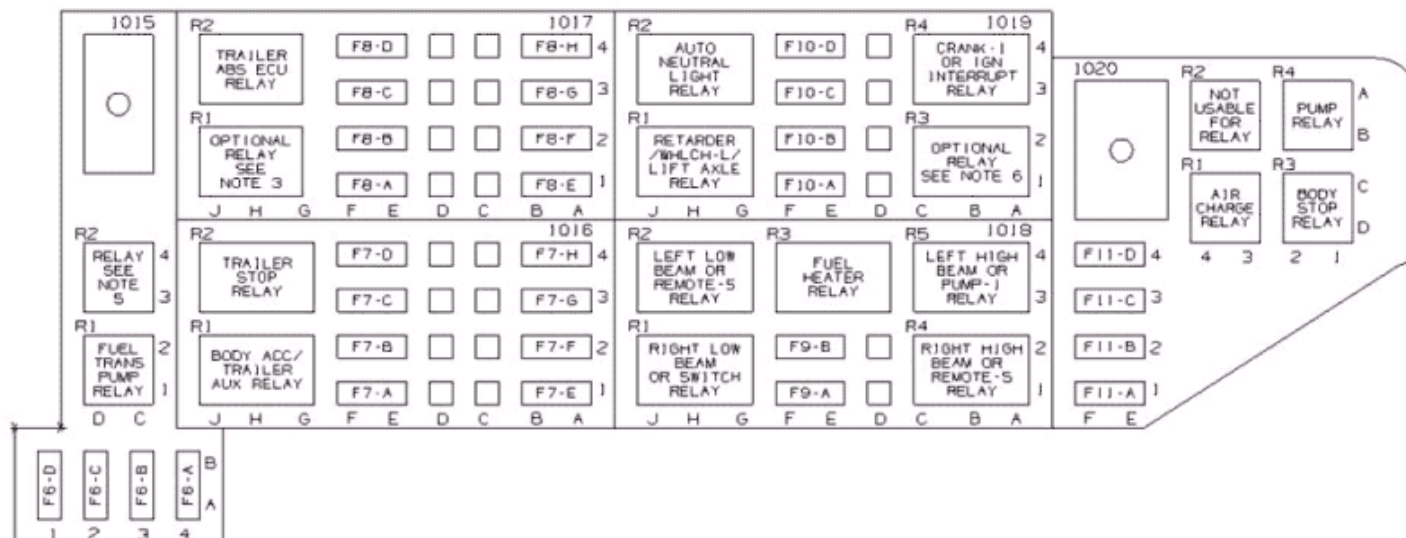 1015
R2 1017
TRAILER
ABS ECU
RELAY
F8-D F8-H 4
F8-C F8-G 3
R1
OPTIONAL
RELAY
SEE
NOTE 3
F8-B F8-F 2
F8-A F8-E 1
J H G F E D C B A
R2 R4 1019
AUTO
NEUTRAL
LIGHT
RELAY
F10-D
F10-C
CRANK-1
OR IGN
INTERRUPT
RELAY
4
3
R1 R3
RETARDER
/WHLCH-L/
LIFT AXLE
RELAY
F10-B
F10-A
OPTIONAL
RELAY
SEE NOTE 6
2
1
J H G F E D C B A
1020
R2 R4
NOT
USABLE
FOR
RELAY
PUMP
RELAY
A
B
R1 R3
AIR
CHARGE
RELAY
BODY
STOP
RELAY
C
D
4 3 2 1
F11-D 4
F11-C 3
F11-B 2
F11-A 1
F E
R2
RELAY
SEE
NOTE
5
4
3
R1
FUEL
TRANS
PUMP
RELAY
2
1
D C
R2 1016
TRAILER
STOP
RELAY
F7-D F7-H 4
F7-C F7-G 3
R1
BODY ACC/
TRAILER
AUX RELAY
F7-B F7-F 2
F7-A F7-E 1
J H G F E D C B A
R2 R3 R5 1018
LEFT LOW
BEAM OR
REMOTE-5
RELAY
FUEL
HEATER
RELAY
LEFT HIGH
BEAM OR
PUMP-1
RELAY
4
3
R1 R4
RIGHT LOW
BEAM
OR SWITCH
RELAY
F9-B
F9-A
RIGHT HIGH
BEAM OR
REMOTE-5
RELAY
2
1
J H G F E D C B A
F6-D F6-C F6-B F6-A
B
A
1 2 3 4